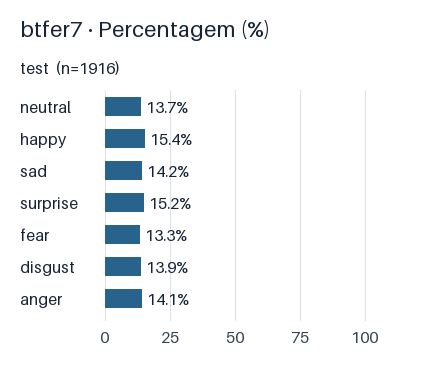 btfer7 · Percentagem (%)
test (n=1916)
neutral 13.7%
happy 15.4%
sad 14.2%
surprise 15.2%
fear 13.3%
disgust 13.9%
anger 14.1%
0 25 50 75 100